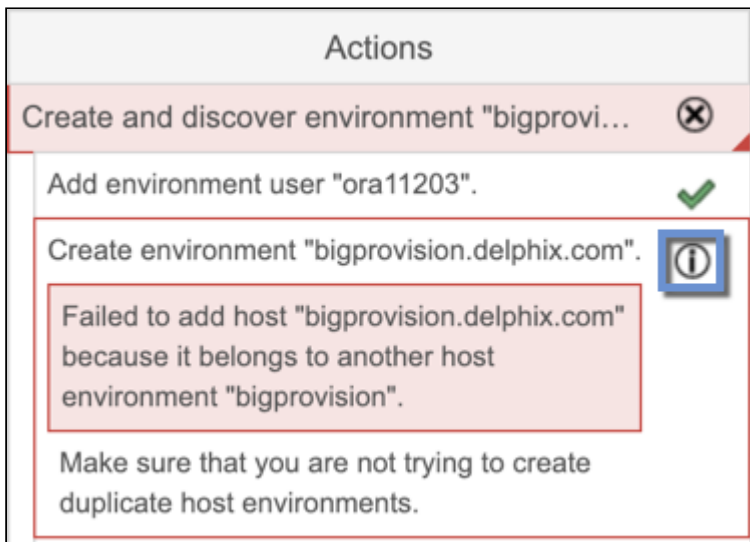 Actions
Create and discover environment "bigprovi...
Add environment user "ora11203".
Create environment "bigprovision.delphix.com".
Failed to add host "bigprovision.delphix.com"
because it belongs to another host
environment "bigprovision".
Make sure that you are not trying to create
duplicate host environments.